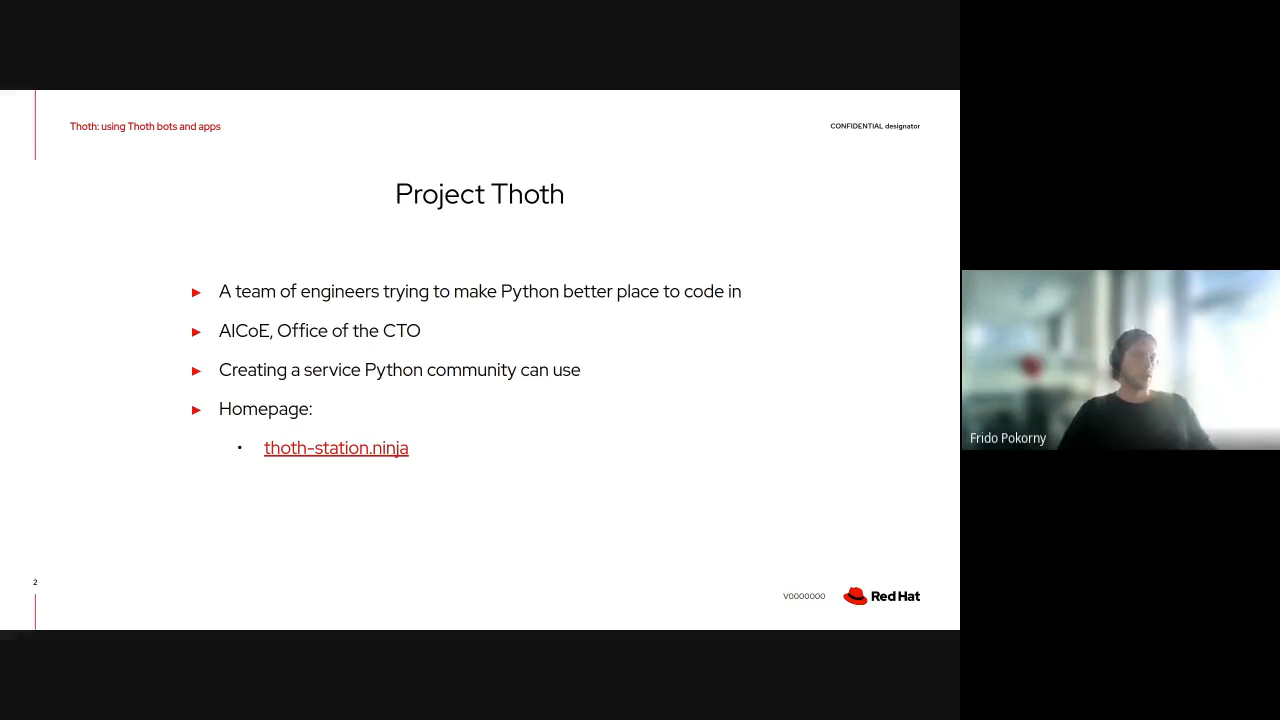 Thoth: using Thoth bots and apps
CONFIDENTIAL designator
Project Thoth
► A team of engineers trying to make Python better place to code in
► AICoE, Office of the CTO
► Creating a service Python community can use
► Homepage:
• thoth-station.ninja
Frido Pokorny
2
V0000000
Red Hat